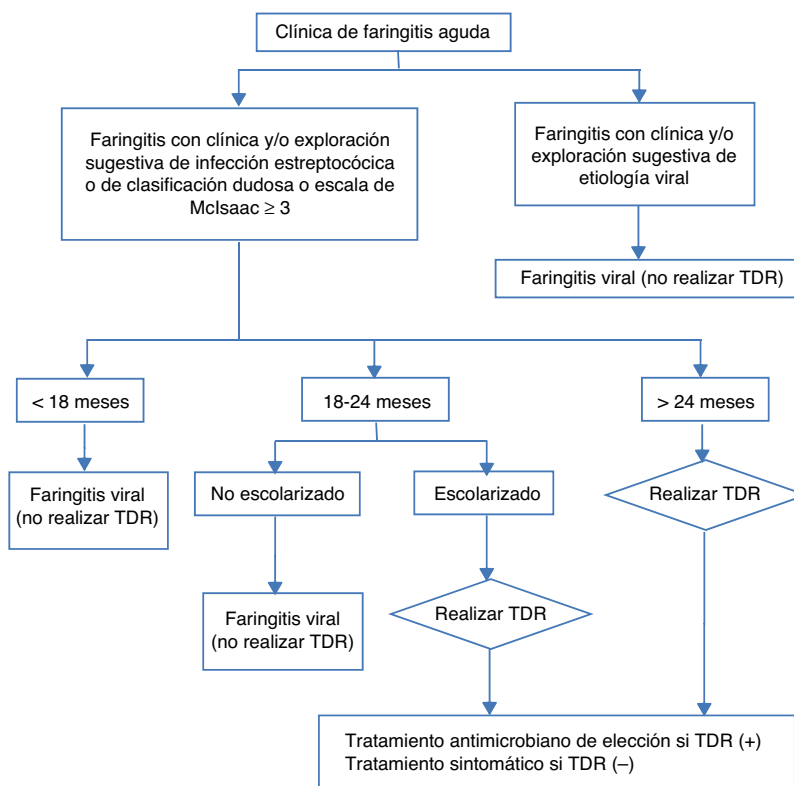 Clínica de faringitis aguda
Faringitis con clínica y/o exploración
sugestiva de infección estreptocócica
o de clasificación dudosa o escala de
McIsaac ≥ 3
Faringitis con clínica y/o
exploración sugestiva de
etiología viral
Faringitis viral (no realizar TDR)
< 18 meses
18-24 meses
> 24 meses
Faringitis viral
(no realizar TDR)
No escolarizado
Escolarizado
Realizar TDR
Faringitis viral
(no realizar TDR)
Realizar TDR
Tratamiento antimicrobiano de elección si TDR (+)
Tratamiento sintomático si TDR (–)